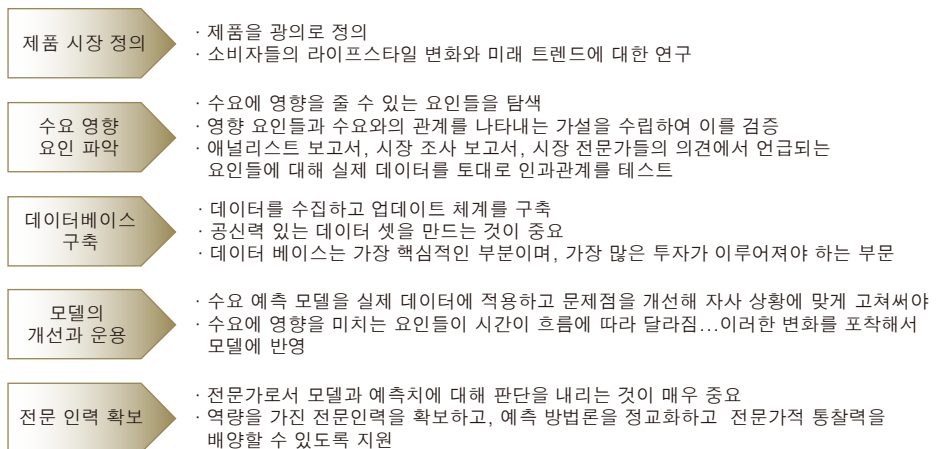 제품 시장 정의
· 제품을 광의로 정의
· 소비자들의 라이프스타일 변화와 미래 트렌드에 대한 연구
수요 영향
요인 파악
· 수요에 영향을 줄 수 있는 요인들을 탐색
· 영향 요인들과 수요와의 관계를 나타내는 가설을 수립하여 이를 검증
· 애널리스트 보고서, 시장 조사 보고서, 시장 전문가들의 의견에서 언급되는
요인들에 대해 실제 데이터를 토대로 인과관계를 테스트
데이터베이스
구축
· 데이터를 수집하고 업데이트 체계를 구축
· 공신력 있는 데이터 셋을 만드는 것이 중요
· 데이터 베이스는 가장 핵심적인 부분이며, 가장 많은 투자가 이루어져야 하는 부문
모델의
개선과 운용
· 수요 예측 모델을 실제 데이터에 적용하고 문제점을 개선해 자사 상황에 맞게 고쳐써야
· 수요에 영향을 미치는 요인들이 시간이 흐름에 따라 달라짐...이러한 변화를 포착해서
모델에 반영
전문 인력 확보
· 전문가로서 모델과 예측치에 대해 판단을 내리는 것이 매우 중요
· 역량을 가진 전문인력을 확보하고, 예측 방법론을 정교화하고 전문가적 통찰력을
배양할 수 있도록 지원